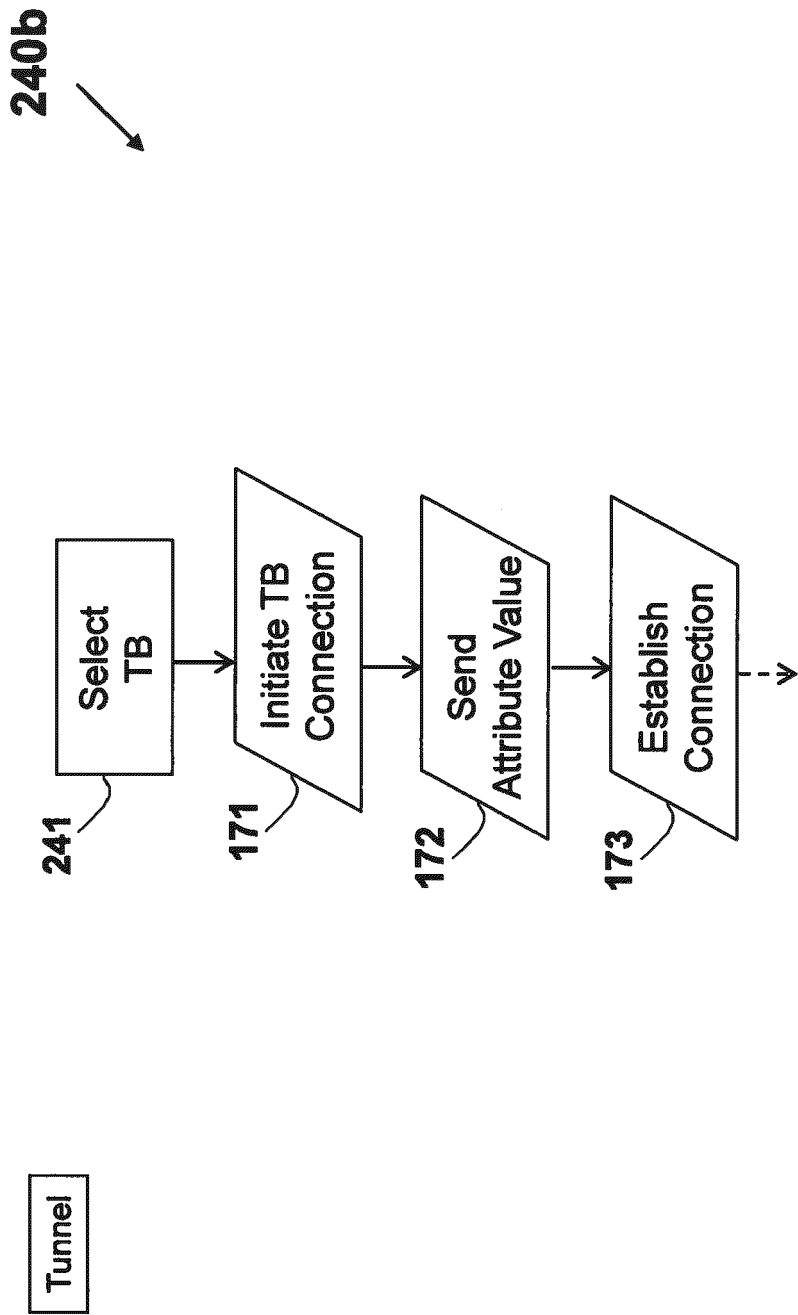 240b
Tunnel
241
Select
TB
171
Initiate TB
Connection
172
Send
Attribute Value
173
Establish
Connection